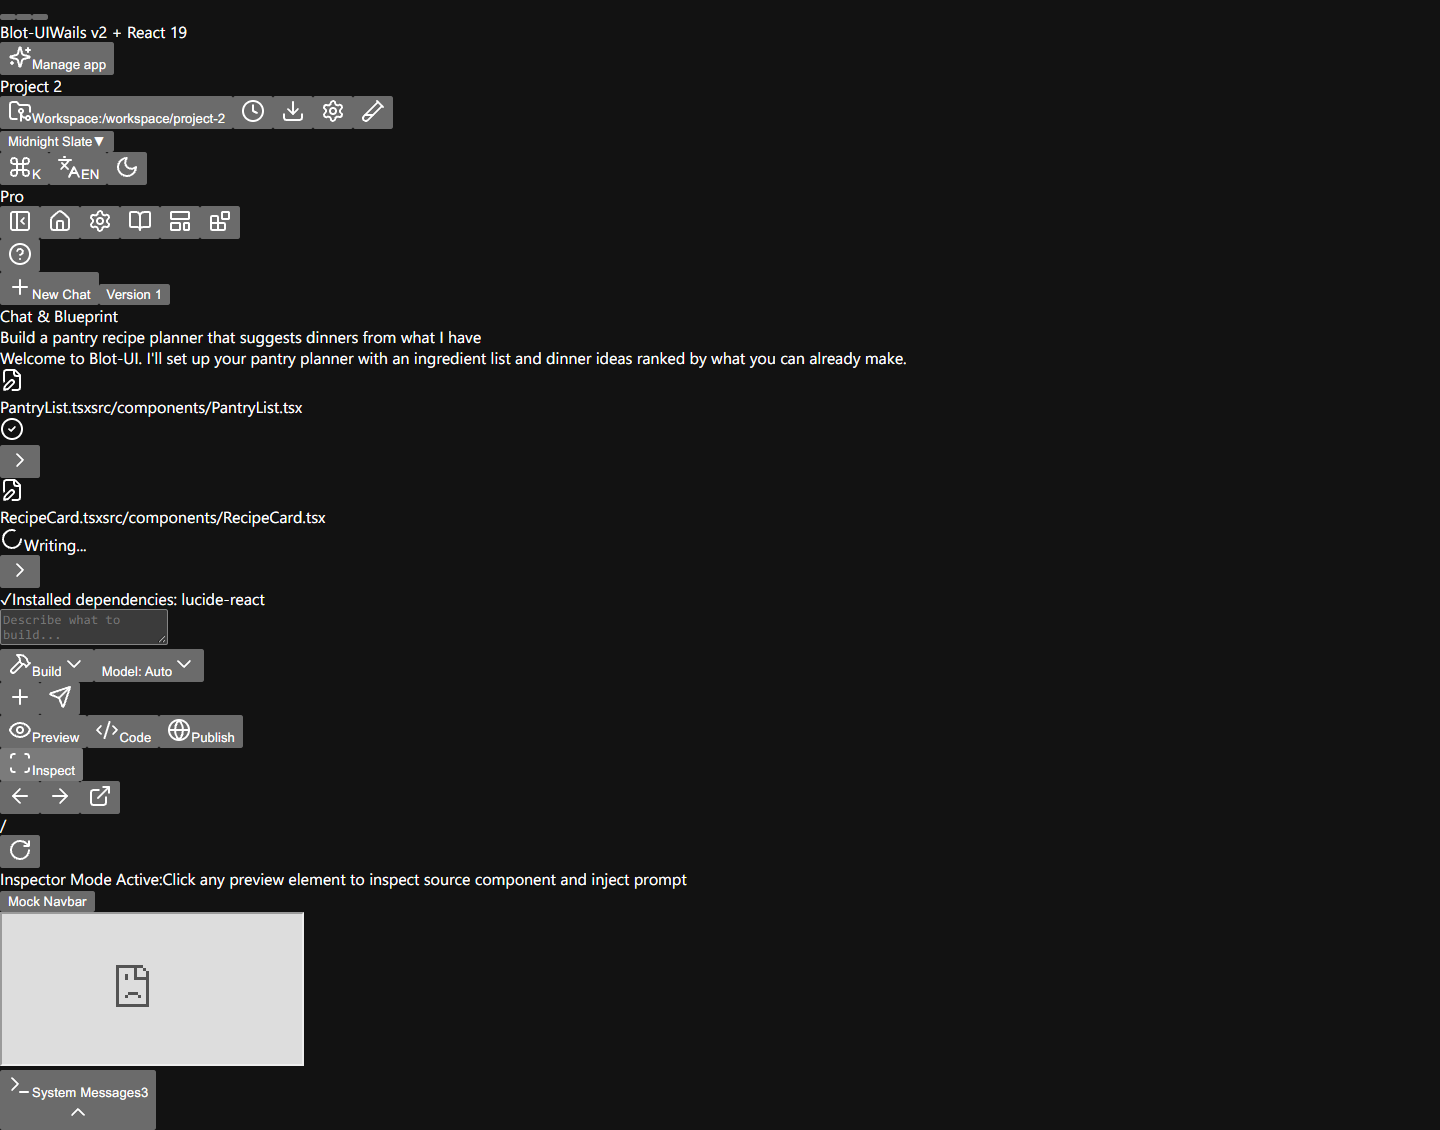 Blot-UIWails v2 + React 19
Manage app
Project 2
Workspace:/workspace/project-2
Midnight Slate▼
K EN
Pro
New Chat Version 1
Chat & Blueprint
Build a pantry recipe planner that suggests dinners from what I have
Welcome to Blot-UI. I'll set up your pantry planner with an ingredient list and dinner ideas ranked by what you can already make.
PantryList.tsxsrc/components/PantryList.tsx
RecipeCard.tsxsrc/components/RecipeCard.tsx
Writing...
✓Installed dependencies: lucide-react
Describe what to
build...
Build Model: Auto
Preview Code Publish
Inspect
/
Inspector Mode Active:Click any preview element to inspect source component and inject prompt
Mock Navbar
System Messages3